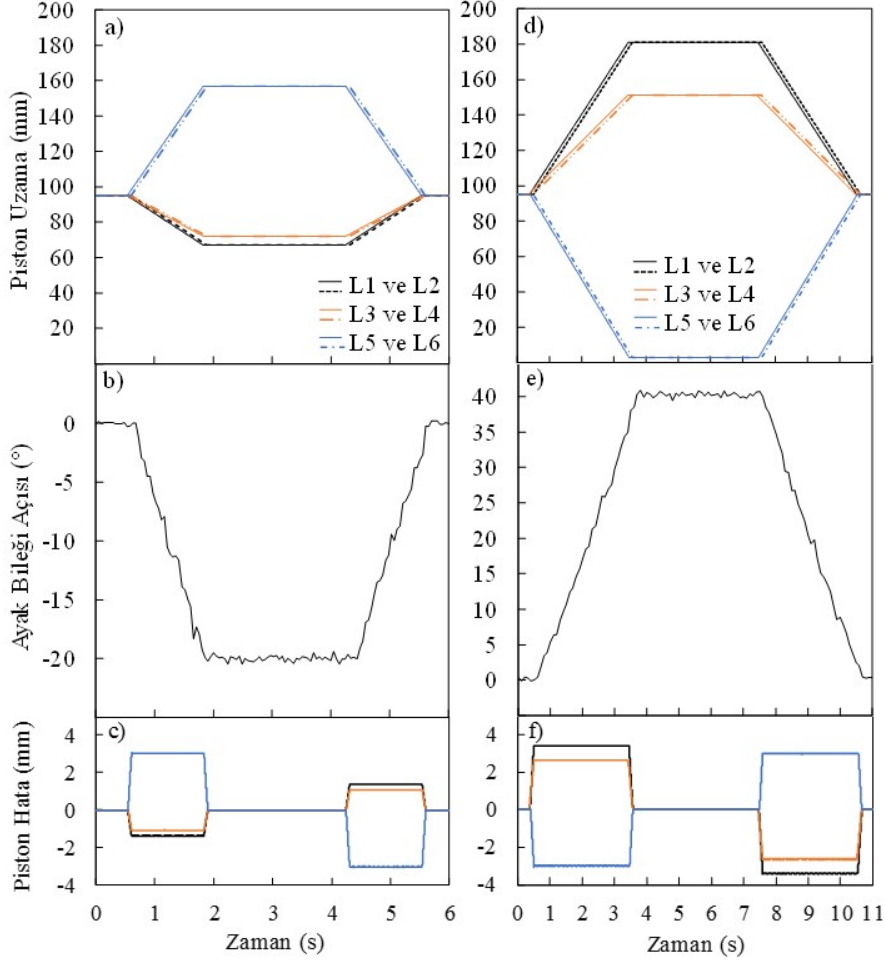 a)
Piston Uzama (mm)
200
180
160
140
120
100
80
60
40
20
L1 ve L2
L3 ve L4
L5 ve L6
b)
Ayak Bileği Açısı (°)
0
-5
-10
-15
-20
c)
Piston Hata (mm)
4
2
0
-2
-4
0 1 2 3 4 5 6
Zaman (s)
d)
200
180
160
140
120
100
80
60
40
20
L1 ve L2
L3 ve L4
L5 ve L6
e)
40
35
30
25
20
15
10
5
0
f)
4
2
0
-2
-4
0 1 2 3 4 5 6 7 8 9 10 11
Zaman (s)